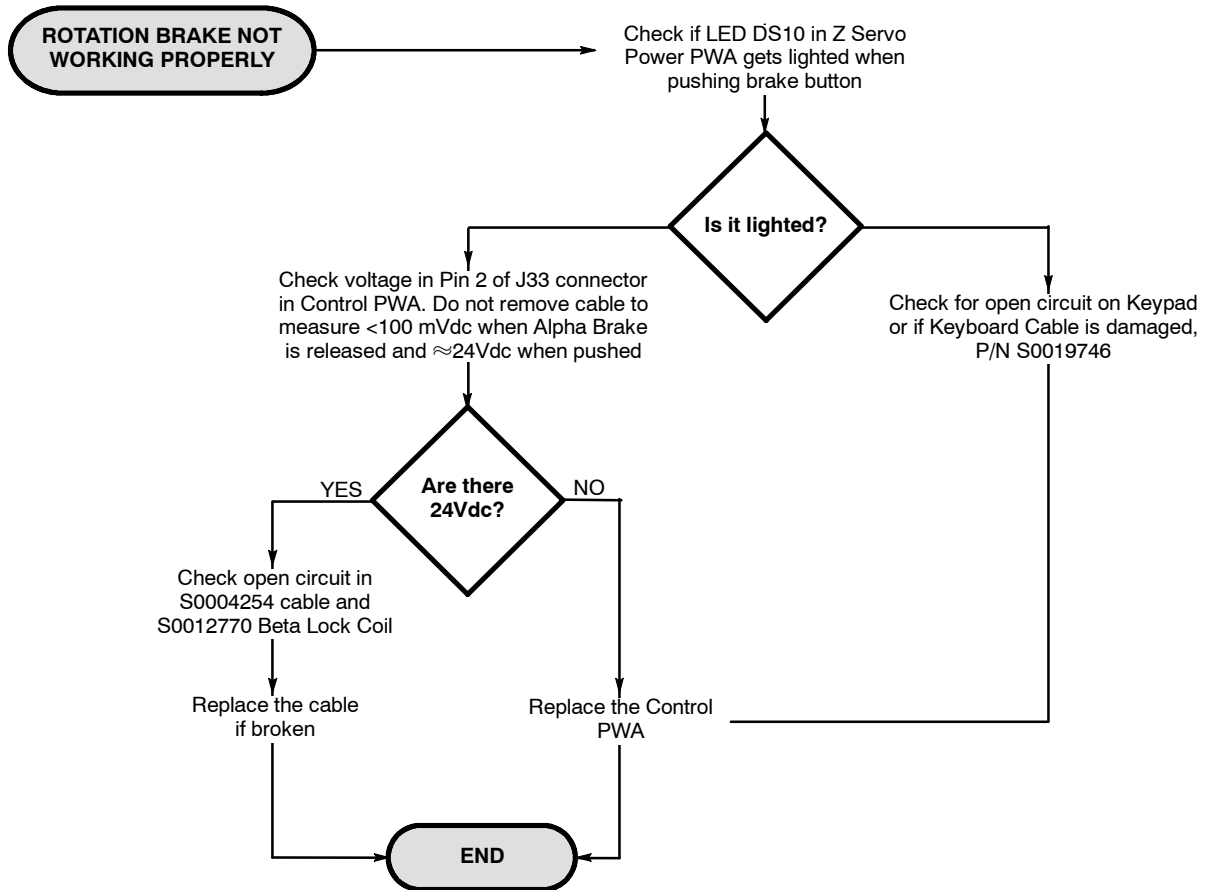 ROTATION BRAKE NOT
WORKING PROPERLY
Check if LED DS10 in Z Servo
Power PWA gets lighted when
pushing brake button
Is it lighted?
Check voltage in Pin 2 of J33 connector
in Control PWA. Do not remove cable to
measure <100 mVdc when Alpha Brake
is released and ≈24Vdc when pushed
Check for open circuit on Keypad
or if Keyboard Cable is damaged,
P/N S0019746
Are there
24Vdc?
YES
NO
Check open circuit in
S0004254 cable and
S0012770 Beta Lock Coil
Replace the cable
if broken
Replace the Control
PWA
END